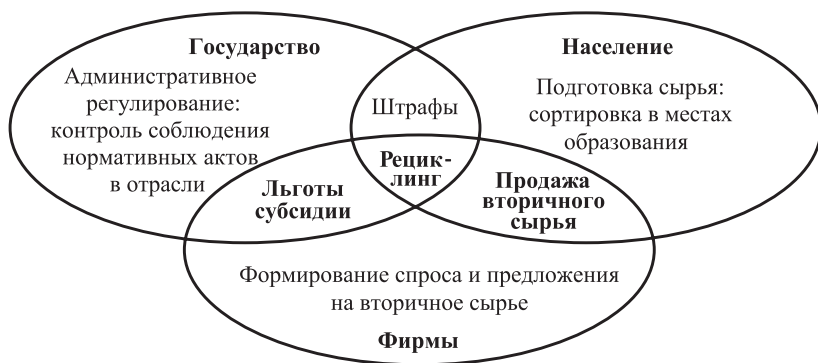 Государство
Административное
регулирование:
контроль соблюдения
нормативных актов
в отрасли
Штрафы
Население
Подготовка сырья:
сортировка в местах
образования
Рецик-
линг
Льготы
субсидии
Продажа
вторичного
сырья
Формирование спроса и предложения
на вторичное сырье
Фирмы